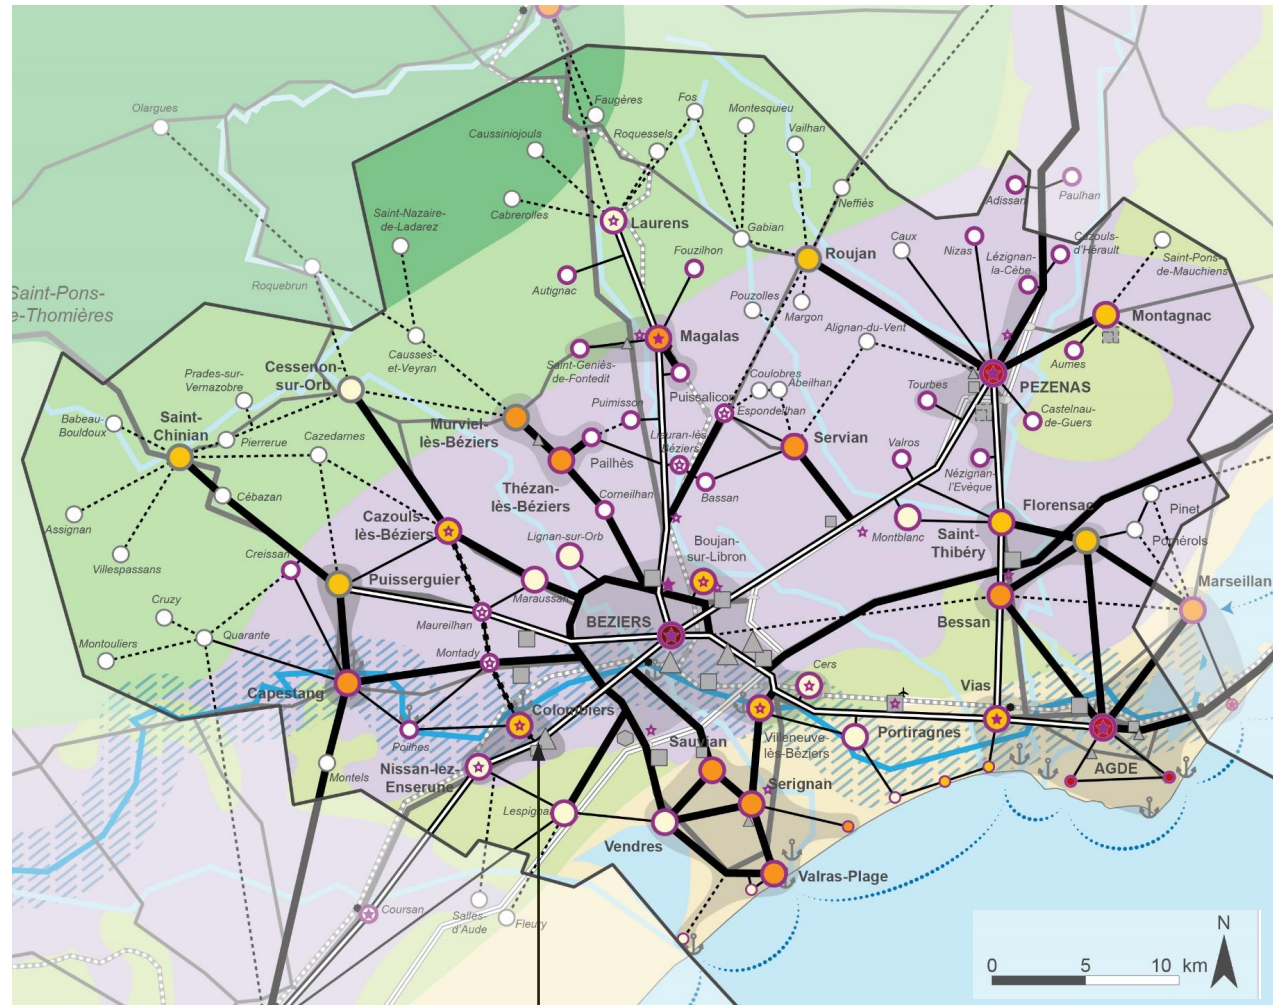 Olargues
Faugères
Fos
Montesquieu
Caussiniojouls
Roquessels
Vailhan
Neffiès
Adissan
Paulhan
Cabrerolles
Saint-Nazaire-
de-Ladarez
Laurens
Gabian
Roujan
Caux
Nizas
Cazouls-
d'Hérault
Lézignan-
la-Cèbe
Saint-Pons-
de-Mauchiens
Roquebrun
Saint-Pons-
e-Thomières
Autignac
Fouzilhon
Pouzolles
Margon
Alignan-du-Vent
Montagnac
Magalas
Causses-
et-Veyran
Saint-Geniès-
de-Fontedit
Aumes
Cessenon-
sur-Orb
Prades-sur-
Vernazobre
Puissalicon
Coulobres
Abeilhan
Tourbes
PEZENAS
Babeau-
Bouldoux
Saint-
Chinian
Pierrerue
Cazedarnes
Murviel-
lès-Béziers
Puimisson
Espondeilhan
Castelnau-
de-Guers
Lieuran-lès-
Béziers
Servian
Valros
Pailhès
Nézignan-
l'Evèque
Cébazan
Thézan-
lès-Béziers
Corneilhan
Bassan
Assignan
Cazouls-
lès-Béziers
Lignan-sur-Orb
Boujan-
sur-Libron
Montblanc
Saint-
Thibéry
Florensac
Pinet
Pomérols
Villespassans
Creissan
Puisserguier
Maraussan
Marseillan
Cruzy
Maureilhan
BEZIERS
Bessan
Montouliers
Quarante
Montady
Cers
Capestang
Vias
Poilhes
Colombiers
Villeneuve-
lès-Béziers
Portiragnes
Sauvian
Montels
Nissan-lez-
Enserune
AGDE
Serignan
Lespignan
Vendres
Valras-Plage
Coursan
Salles-
d'Aude
Fleury
N
0 5 10 km